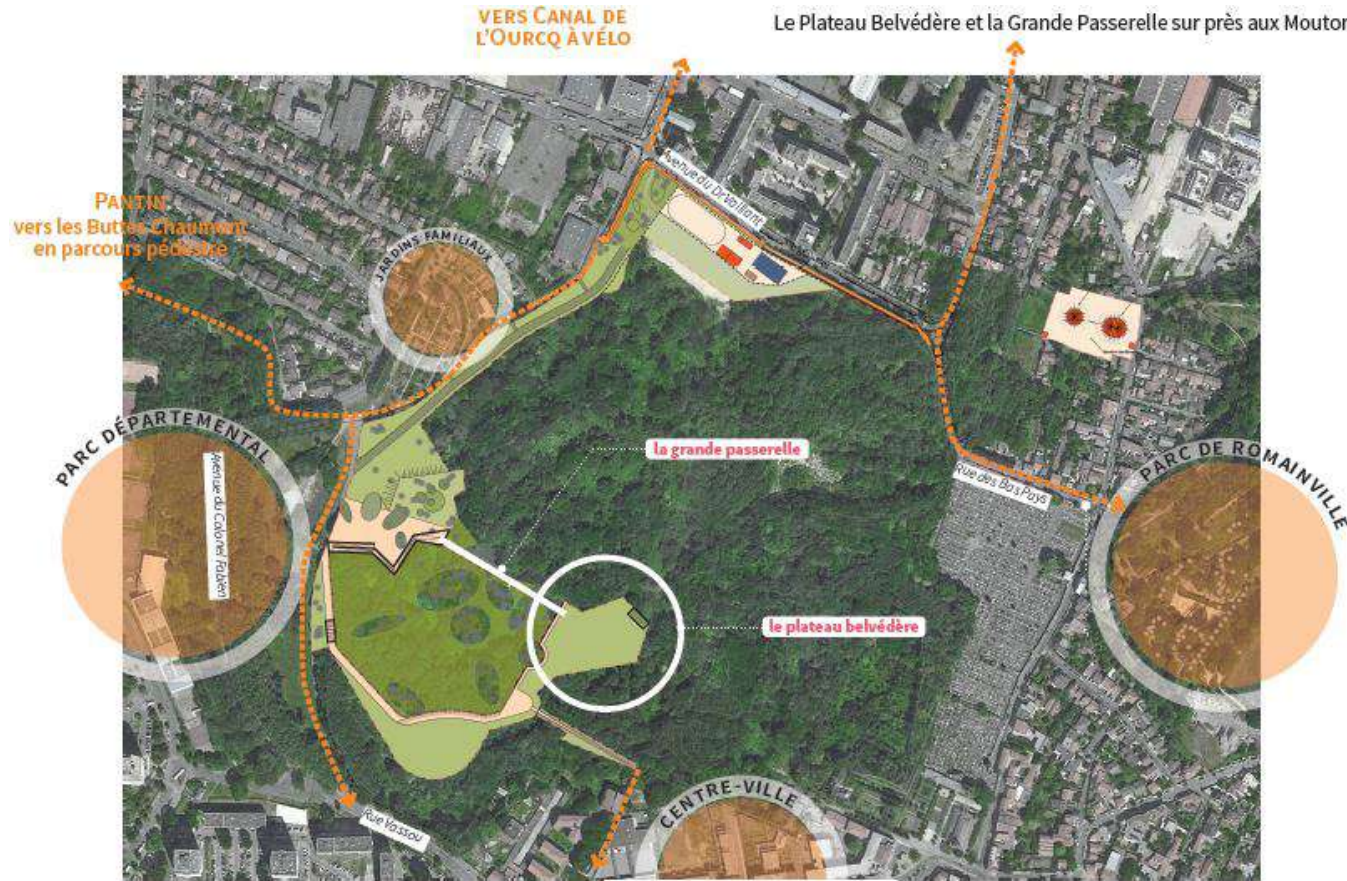 VERS CANAL DE
L'OURCQ À VÉLO
Le Plateau Belvédère et la Grande Passerelle sur près aux Mouton
Avenue du Dr Vaillant
PANTIN
vers les Buttes Chaumont
en parcours pédestre
JARDINS FAMILIAUX
PARC DÉPARTEMENTAL
Avenue du Colonel Fabien
la grande passerelle
Rue des Bas Pays
PARC DE ROMAINVILLE
le plateau belvédère
CENTRE-VILLE
Rue Vassou